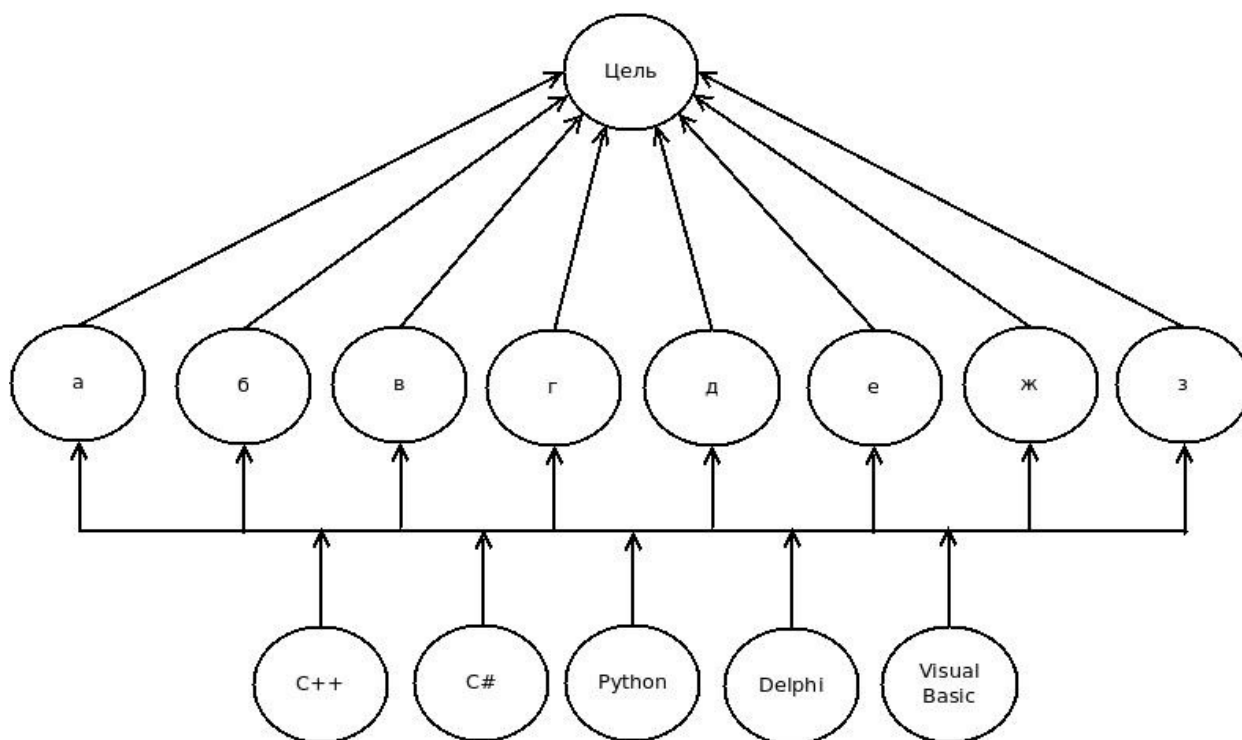 Цель
а
б
в
г
д
е
ж
з
C++
C#
Python
Delphi
Visual
Basic